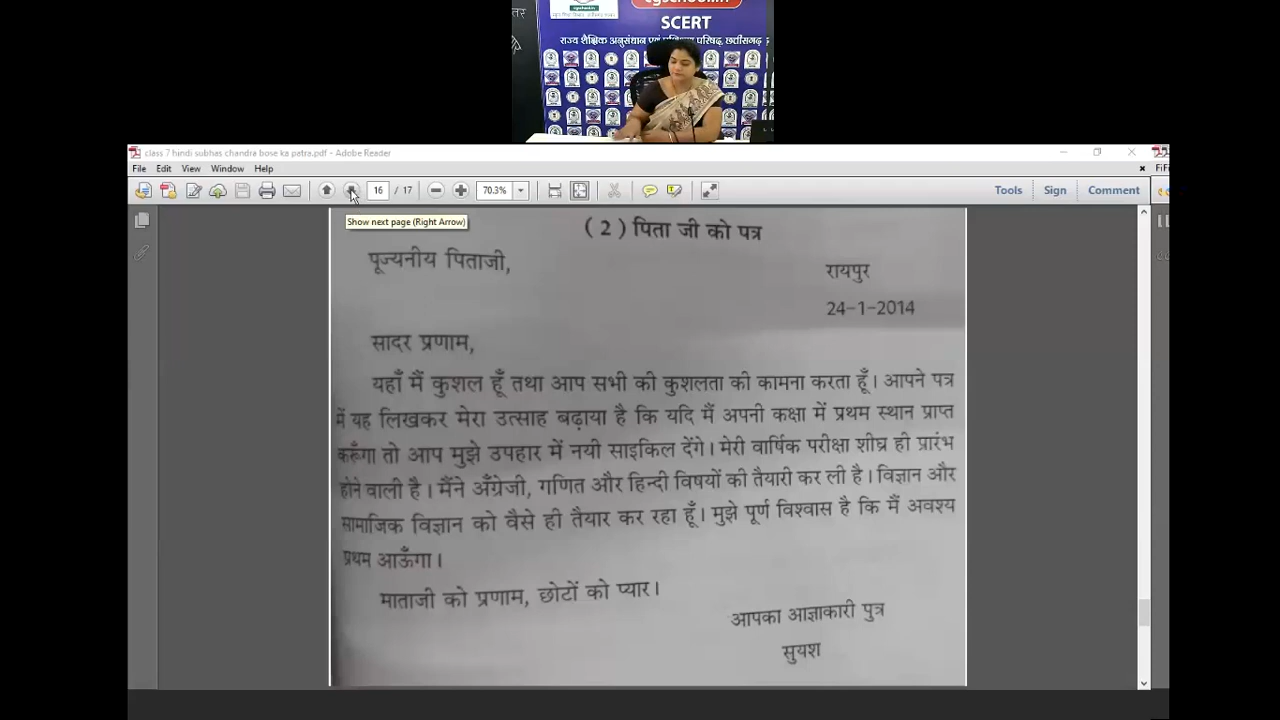 SCERT
राज्य शैक्षिक अनुसंधान एवं प्रशिक्षण परिषद, छत्तीसगढ़
class 7 hindi subhas chandra bose ka patra.pdf - Adobe Reader
File Edit View Window Help
16 / 17 70.3% Tools Sign Comment
Show next page (Right Arrow)
(2) पिता जी को पत्र
पूज्यनीय पिताजी,
रायपुर
24-1-2014
सादर प्रणाम,
यहाँ मैं कुशल हूँ तथा आप सभी की कुशलता की कामना करता हूँ। आपने पत्र
में यह लिखकर मेरा उत्साह बढ़ाया है कि यदि मैं अपनी कक्षा में प्रथम स्थान प्राप्त
करूँगा तो आप मुझे उपहार में नयी साइकिल देंगे। मेरी वार्षिक परीक्षा शीघ्र ही प्रारंभ
होने वाली है। मैंने अँग्रेजी, गणित और हिन्दी विषयों की तैयारी कर ली है। विज्ञान और
सामाजिक विज्ञान को वैसे ही तैयार कर रहा हूँ। मुझे पूर्ण विश्वास है कि मैं अवश्य
प्रथम आऊँगा।
माताजी को प्रणाम, छोटों को प्यार।
आपका आज्ञाकारी पुत्र
सुयश